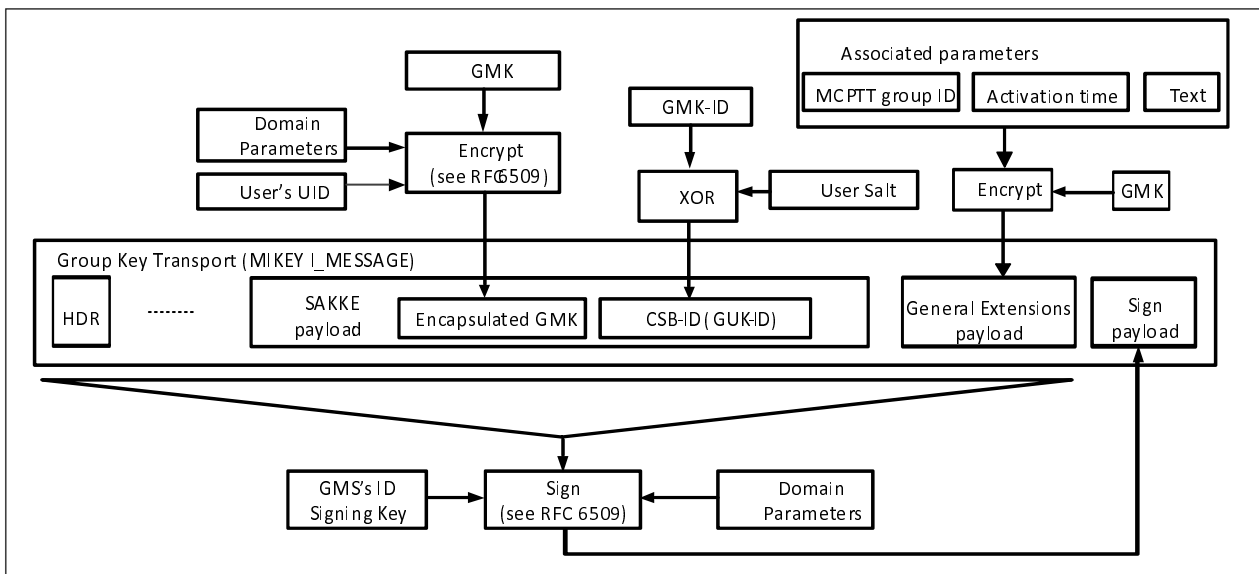 GMK
Domain
Parameters
User's UID
Encrypt
(see RFC 6509)
GMK-ID
XOR
User Salt
Associated parameters
MCPTT group ID
Activation time
Text
Encrypt
GMK
Group Key Transport (MIKEY I_MESSAGE)
HDR
--------
SAKKE
payload
Encapsulated GMK
CSB-ID( GUK-ID)
General Extensions
payload
Sign
payload
GMS's ID
Signing Key
Sign
(see RFC 6509)
Domain
Parameters